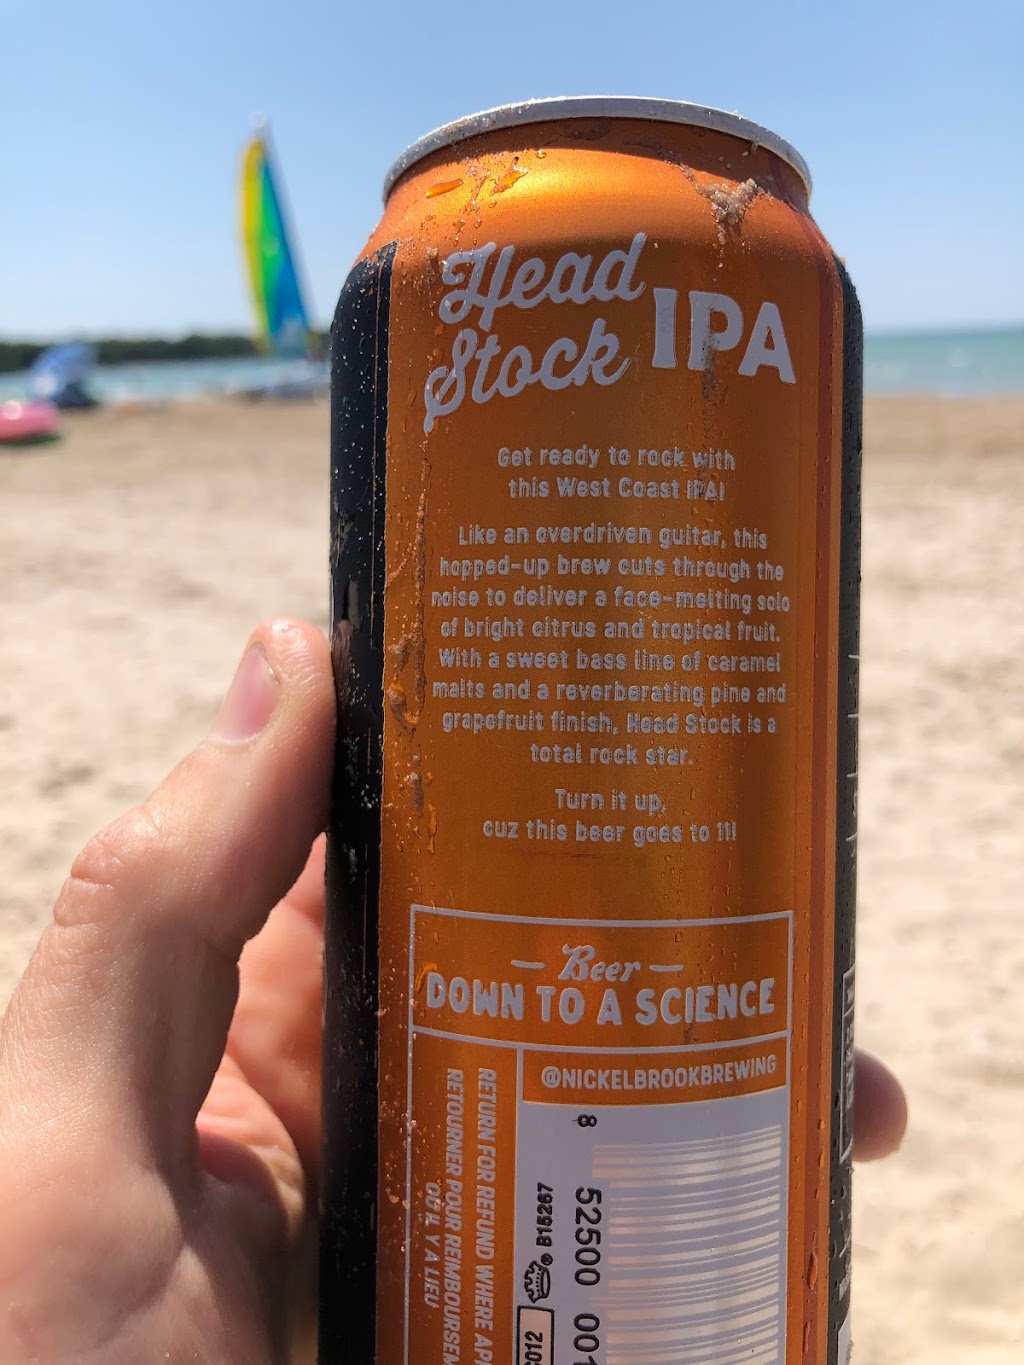 Head
Stock IPA
Get ready to rock with
this West Coast IPA!
Like an overdriven guitar, this
hopped-up brew cuts through the
noise to deliver a face-melting solo
of bright citrus and tropical fruit.
With a sweet bass line of caramel
malts and a reverberating pine and
grapefruit finish, Head Stock is a
total rock star.
Turn it up,
cuz this beer goes to 11!
— Beer —
DOWN TO A SCIENCE
@NICKELBROOKBREWING
RETURN FOR REFUND WHERE
RETOURNER POUR
OÙ IL Y A LIEU
B15267
8
52500